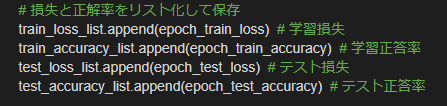 # 損失と正解率をリスト化して保存
train_loss_list.append(epoch_train_loss)  # 学習損失
train_accuracy_list.append(epoch_train_accuracy)  # 学習正答率
test_loss_list.append(epoch_test_loss)  # テスト損失
test_accuracy_list.append(epoch_test_accuracy)  # テスト正答率